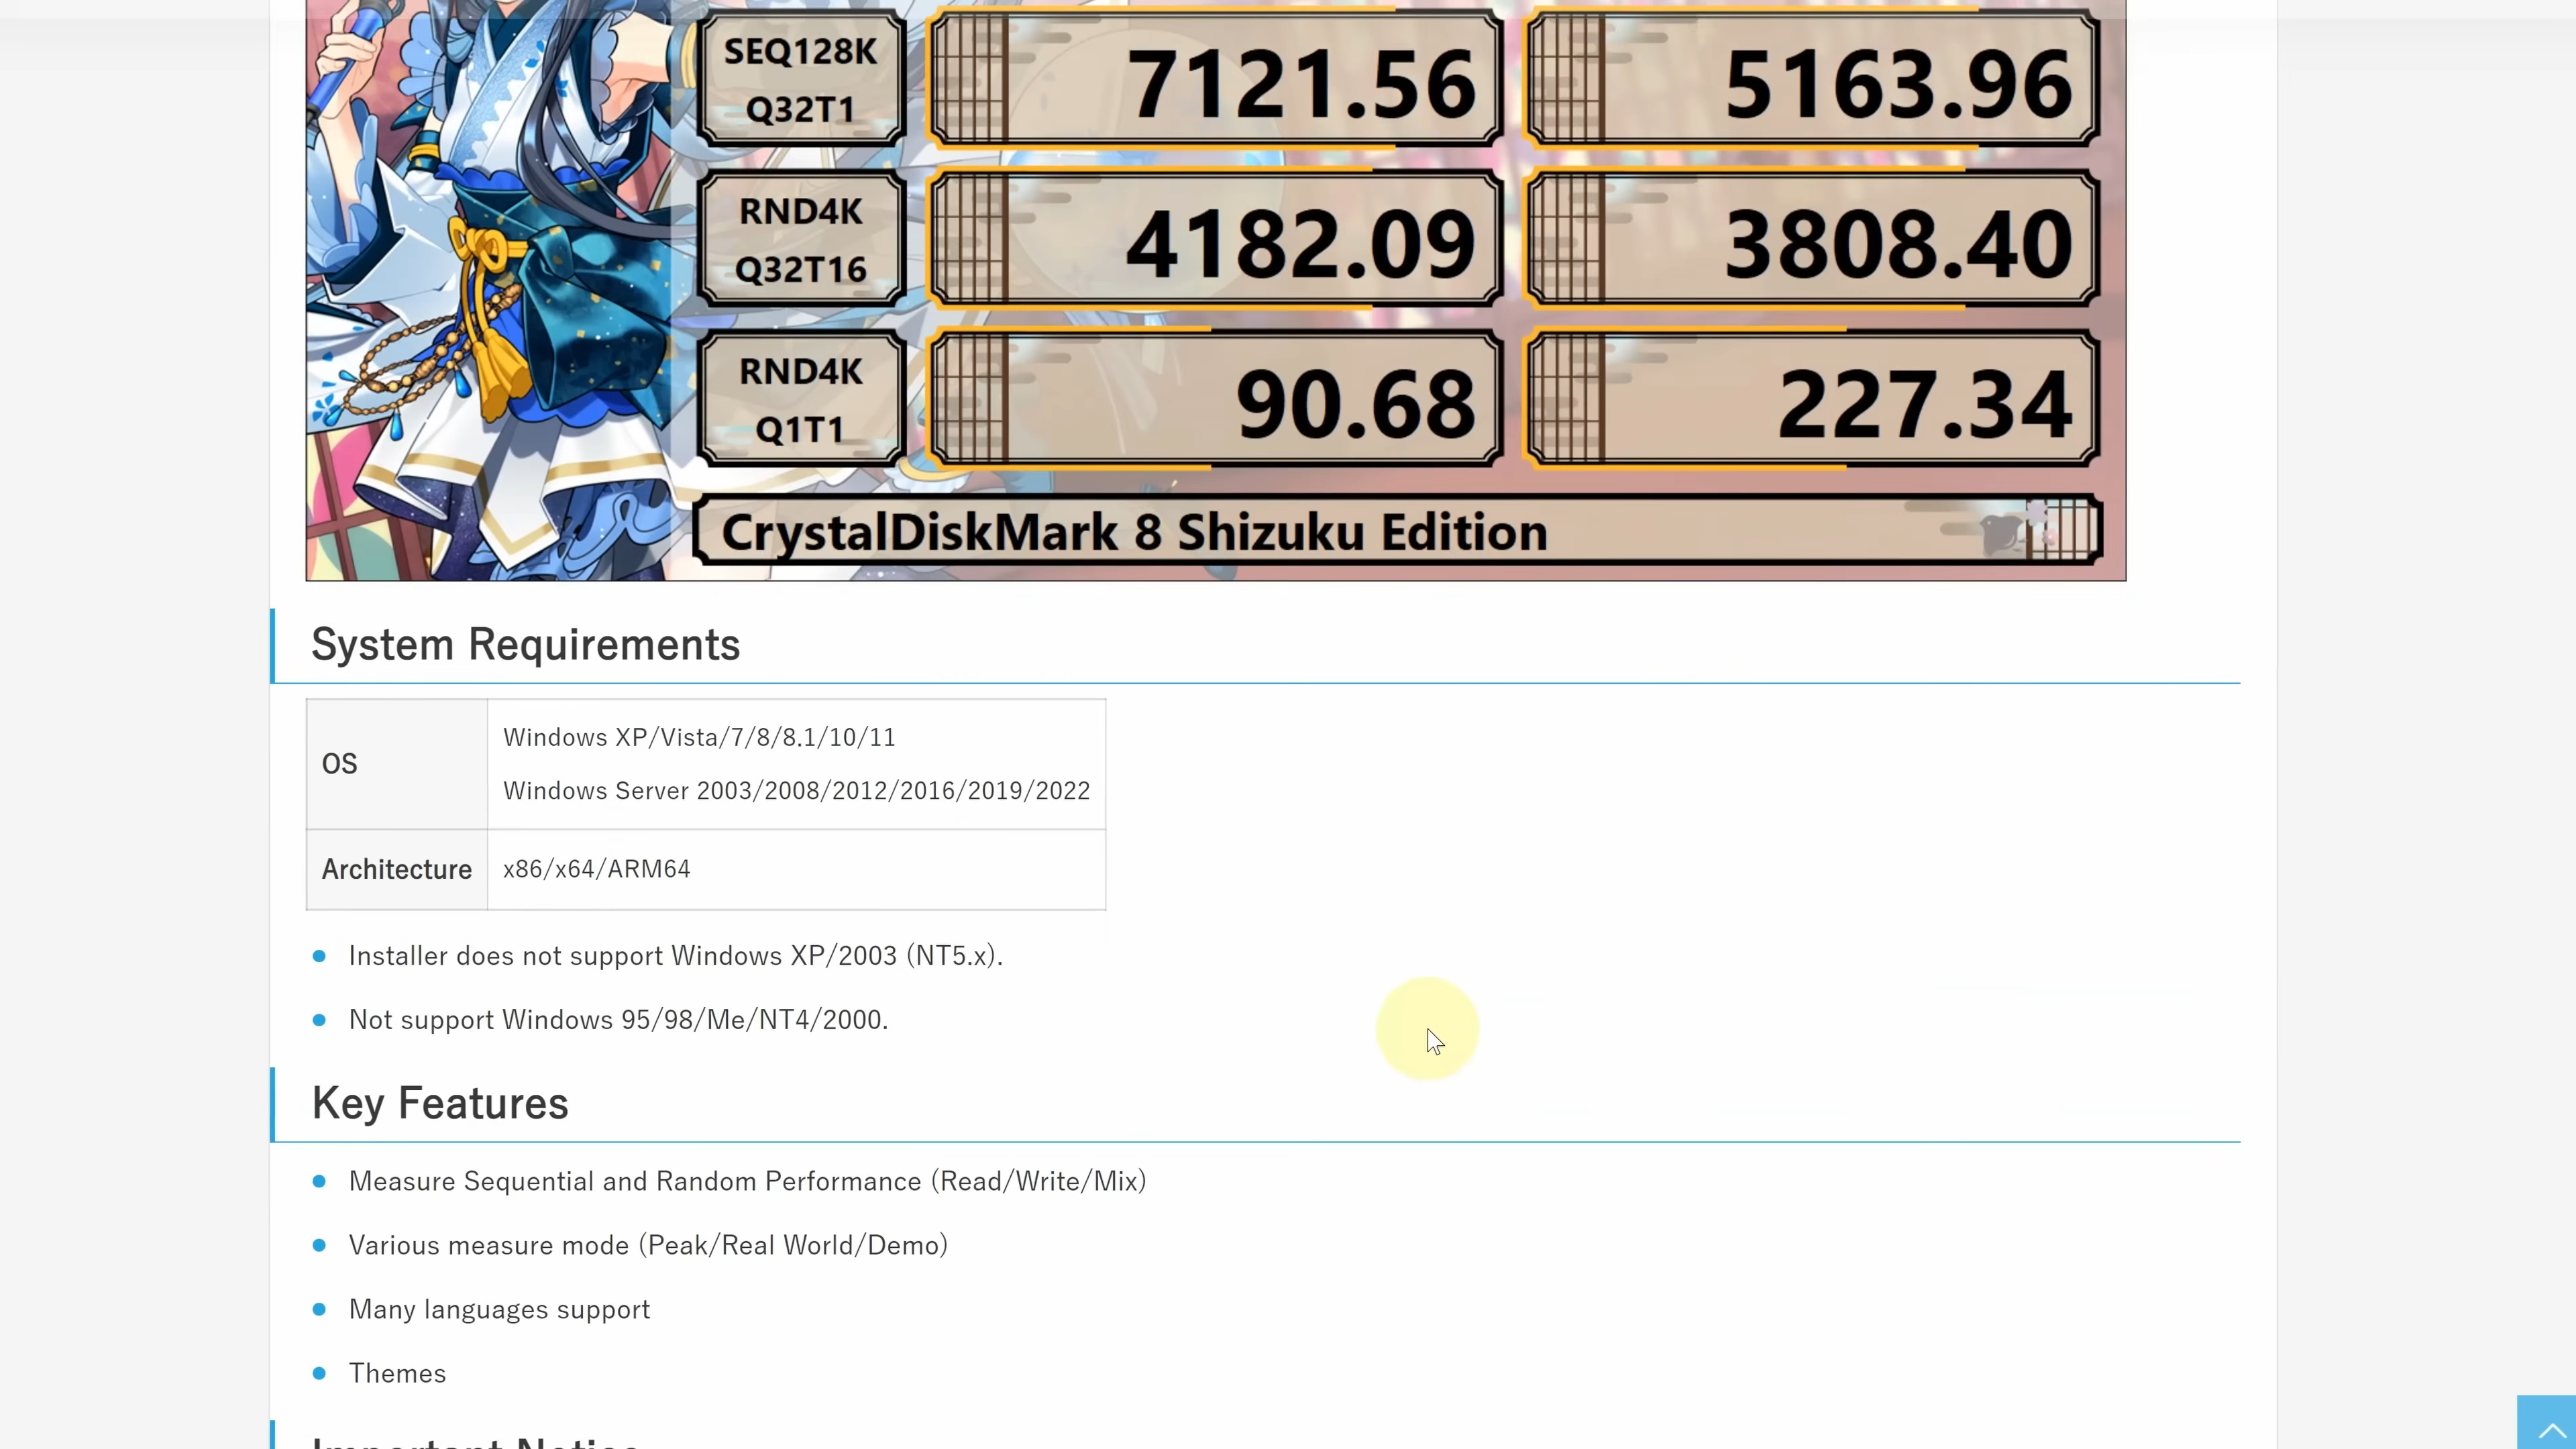 SEQ128K
Q32T1
7121.56
5163.96
RND4K
Q32T16
4182.09
3808.40
RND4K
Q1T1
90.68
227.34
CrystalDiskMark 8 Shizuku Edition
System Requirements
OS
Windows XP/Vista/7/8/8.1/10/11
Windows Server 2003/2008/2012/2016/2019/2022
Architecture
x86/x64/ARM64
Installer does not support Windows XP/2003 (NT5.x).
Not support Windows 95/98/Me/NT4/2000.
Key Features
Measure Sequential and Random Performance (Read/Write/Mix)
Various measure mode (Peak/Real World/Demo)
Many languages support
Themes
Important Notice